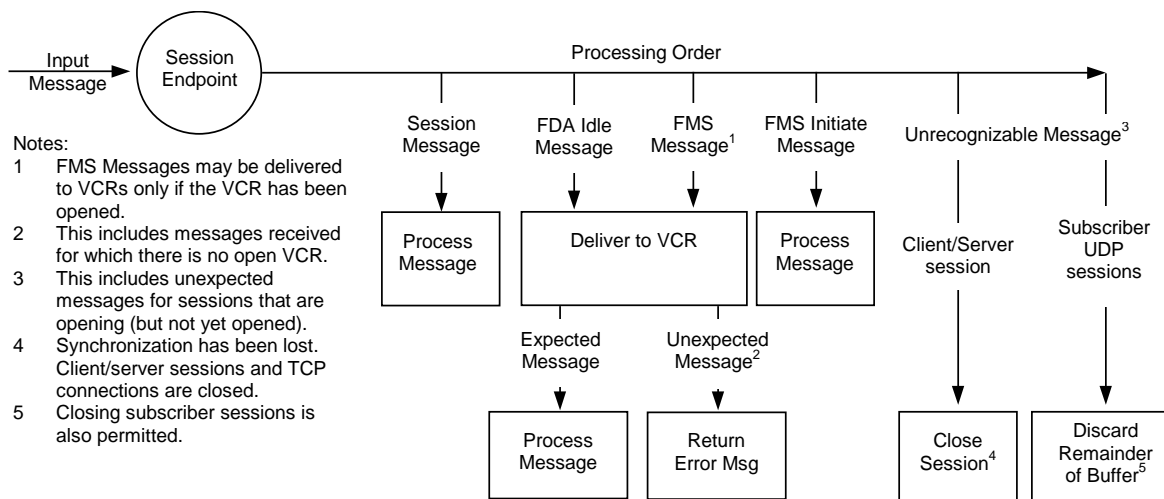 Input
Message
Session
Endpoint
Processing Order
Session
Message
FDA Idle
Message
FMS
Message1
FMS Initiate
Message
Unrecognizable Message3
Notes:
1 FMS Messages may be delivered
to VCRs only if the VCR has been
opened.
2 This includes messages received
for which there is no open VCR.
3 This includes unexpected
messages for sessions that are
opening (but not yet opened).
4 Synchronization has been lost.
Client/server sessions and TCP
connections are closed.
5 Closing subscriber sessions is
also permitted.
Process
Message
Deliver to VCR
Process
Message
Client/Server
session
Subscriber
UDP
sessions
Expected
Message
Unexpected
Message2
Process
Message
Return
Error Msg
Close
Session4
Discard
Remainder
of Buffer5